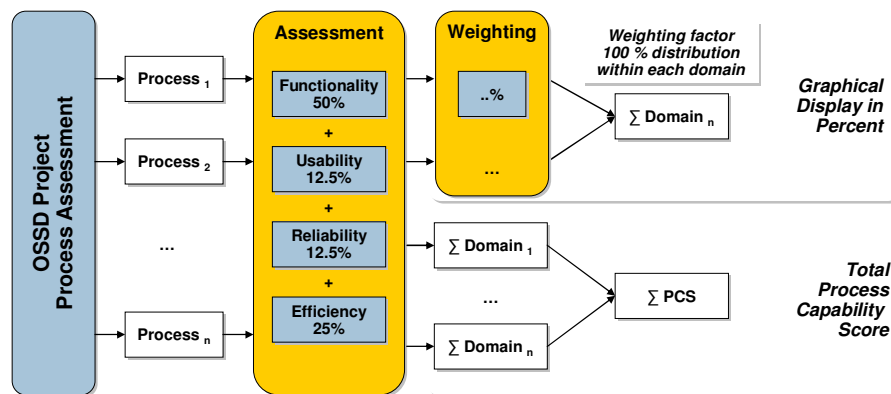 OSSD Project
Process Assessment
Process 1
Process 2
...
Process n
Assessment
Functionality
50%
+
Usability
12.5%
+
Reliability
12.5%
+
Efficiency
25%
Weighting
..%
...
Weighting factor
100 % distribution
within each domain
∑ Domain n
Graphical
Display in
Percent
∑ Domain 1
...
∑ Domain n
∑ PCS
Total
Process
Capability
Score